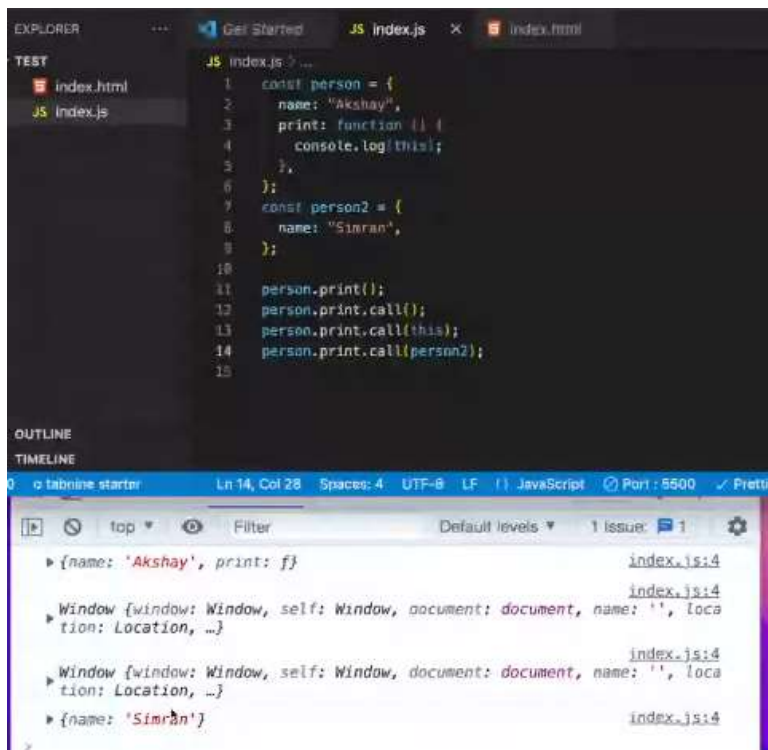 EXPLORER ...
Get Started
JS index.js ×
index.html
TEST
index.html
JS index.js
JS index.js > ...
1 const person = {
2 name: "Akshay",
3 print: function () {
4 console.log(this);
5 },
6 };
7 const person2 = {
8 name: "Simran",
9 };
10
11 person.print();
12 person.print.call();
13 person.print.call(this);
14 person.print.call(person2);
15
OUTLINE
TIMELINE
0 tabnine starter Ln 14, Col 28 Spaces: 4 UTF-8 LF {} JavaScript Port : 5500 ✓ Pretti
top ▼ Filter Default levels ▼ 1 Issue: 1
▶ {name: 'Akshay', print: ƒ} index.js:4
index.js:4
▶ Window {window: Window, self: Window, document: document, name: '', loca
tion: Location, …}
index.js:4
▶ Window {window: Window, self: Window, document: document, name: '', loca
tion: Location, …}
▶ {name: 'Simran'} index.js:4
>